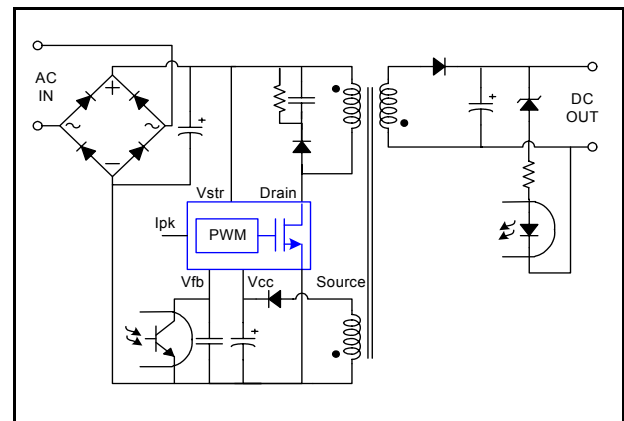 AC
IN
+
~
~
−
+
Vstr
Drain
Ipk
PWM
Vfb
Vcc
Source
+
+
DC
OUT